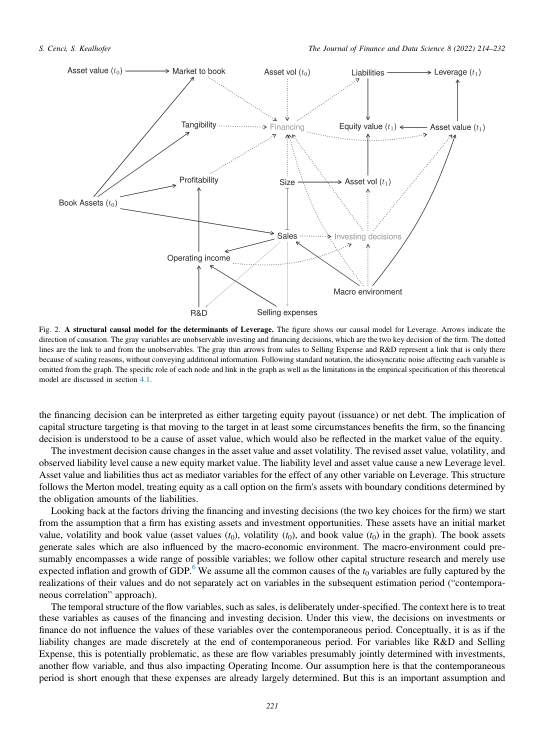 S. Cenci, S. Kealhofer
The Journal of Finance and Data Science 8 (2022) 214–232
Asset value (t₀)
Market to book
Asset vol (t₀)
Liabilities
Leverage (t₁)
Tangibility
Financing
Equity value (t₁)
Asset value (t₁)
Profitability
Size
Asset vol (t₁)
Book Assets (t₀)
Sales
Investing decisions
Operating income
Macro environment
R&D
Selling expenses
Fig. 2. A structural causal model for the determinants of Leverage. The figure shows our causal model for Leverage. Arrows indicate the
direction of causation. The gray variables are unobservable investing and financing decisions, which are the two key decision of the firm. The dotted
lines are the link to and from the unobservables. The gray thin arrows from sales to Selling Expense and R&D represent a link that is only there
because of scaling reasons, without conveying additional information. Following standard notation, the idiosyncratic noise affecting each variable is
omitted from the graph. The specific role of each node and link in the graph as well as the limitations in the empirical specification of this theoretical
model are discussed in section 4.1.
the financing decision can be interpreted as either targeting equity payout (issuance) or net debt. The implication of
capital structure targeting is that moving to the target in at least some circumstances benefits the firm, so the financing
decision is understood to be a cause of asset value, which would also be reflected in the market value of the equity.
The investment decision cause changes in the asset value and asset volatility. The revised asset value, volatility, and
observed liability level cause a new equity market value. The liability level and asset value cause a new Leverage level.
Asset value and liabilities thus act as mediator variables for the effect of any other variable on Leverage. This structure
follows the Merton model, treating equity as a call option on the firm's assets with boundary conditions determined by
the obligation amounts of the liabilities.
Looking back at the factors driving the financing and investing decisions (the two key choices for the firm) we start
from the assumption that a firm has existing assets and investment opportunities. These assets have an initial market
value, volatility and book value (asset values (t₀), volatility (t₀), and book value (t₀) in the graph). The book assets
generate sales which are also influenced by the macro-economic environment. The macro-environment could pre-
sumably encompasses a wide range of possible variables; we follow other capital structure research and merely use
expected inflation and growth of GDP.⁶ We assume all the common causes of the t₀ variables are fully captured by the
realizations of their values and do not separately act on variables in the subsequent estimation period (“contempora-
neous correlation” approach).
The temporal structure of the flow variables, such as sales, is deliberately under-specified. The context here is to treat
these variables as causes of the financing and investing decision. Under this view, the decisions on investments or
finance do not influence the values of these variables over the contemporaneous period. Conceptually, it is as if the
liability changes are made discretely at the end of contemporaneous period. For variables like R&D and Selling
Expense, this is potentially problematic, as these are flow variables presumably jointly determined with investments,
another flow variable, and thus also impacting Operating Income. Our assumption here is that the contemporaneous
period is short enough that these expenses are already largely determined. But this is an important assumption and
221